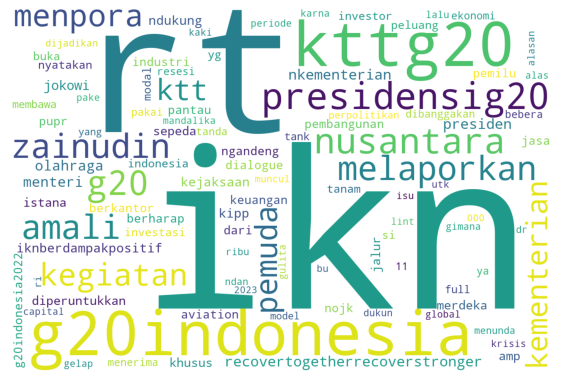 menpora
ndukung
periode
karna
investor
lalu
ekonomi
dijadikan
kaki
yg
peluang
alasan
buka
nyatakan
industri
resesi
rt
kttg20
jokowi
modal
ktt
nkementerian
pemilu
dibanggakan
alas
membawa
pake
pakai
pantau
presidensig20
pupr
mandalika
perpolitikan
bebera
yang
sepeda
tanda
pembangunan
presiden
zainudin
tank
nusantara
jasa
olahraga
indonesia
ngandeng
dialogue
melaporkan
menteri
g20
kejaksaan
muncul
istana
berkantor
keuangan
tanam
isu
utk
amali
berharap
kipp
ikn
lint
000
gimana
dr
iknberdampakpositif
investasi
dari
pemuda
jalur
si
kementerian
kegiatan
ribu
gulita
bu
11
ya
g20indonesia2022
ri
diperuntukkan
ndan
2023
nojk
full
merdeka
capital
aviation
model
dukun
global
menunda
g20indonesia
krisis
gelap
menerima
khusus
recovertogetherrecoverstronger
amp